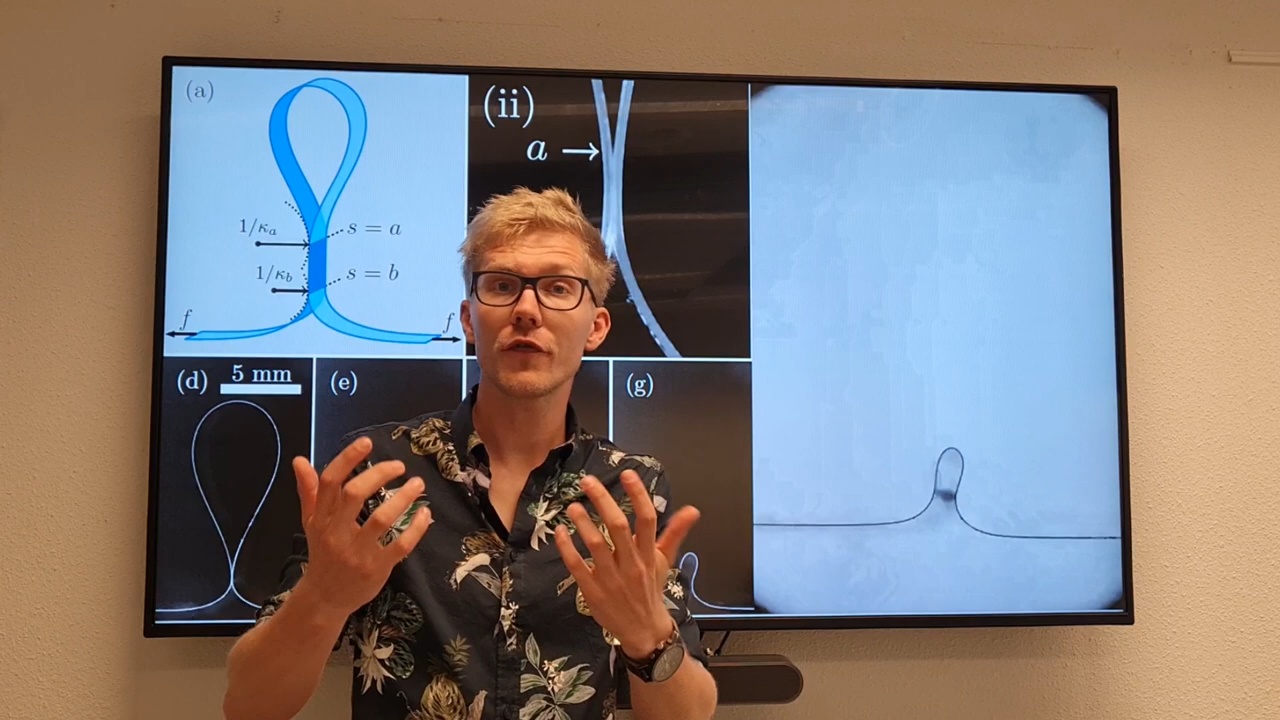 (a)
1/κa
s = a
1/κb
s = b
f
f
(ii)
a →
(d)
5 mm
(e)
(g)